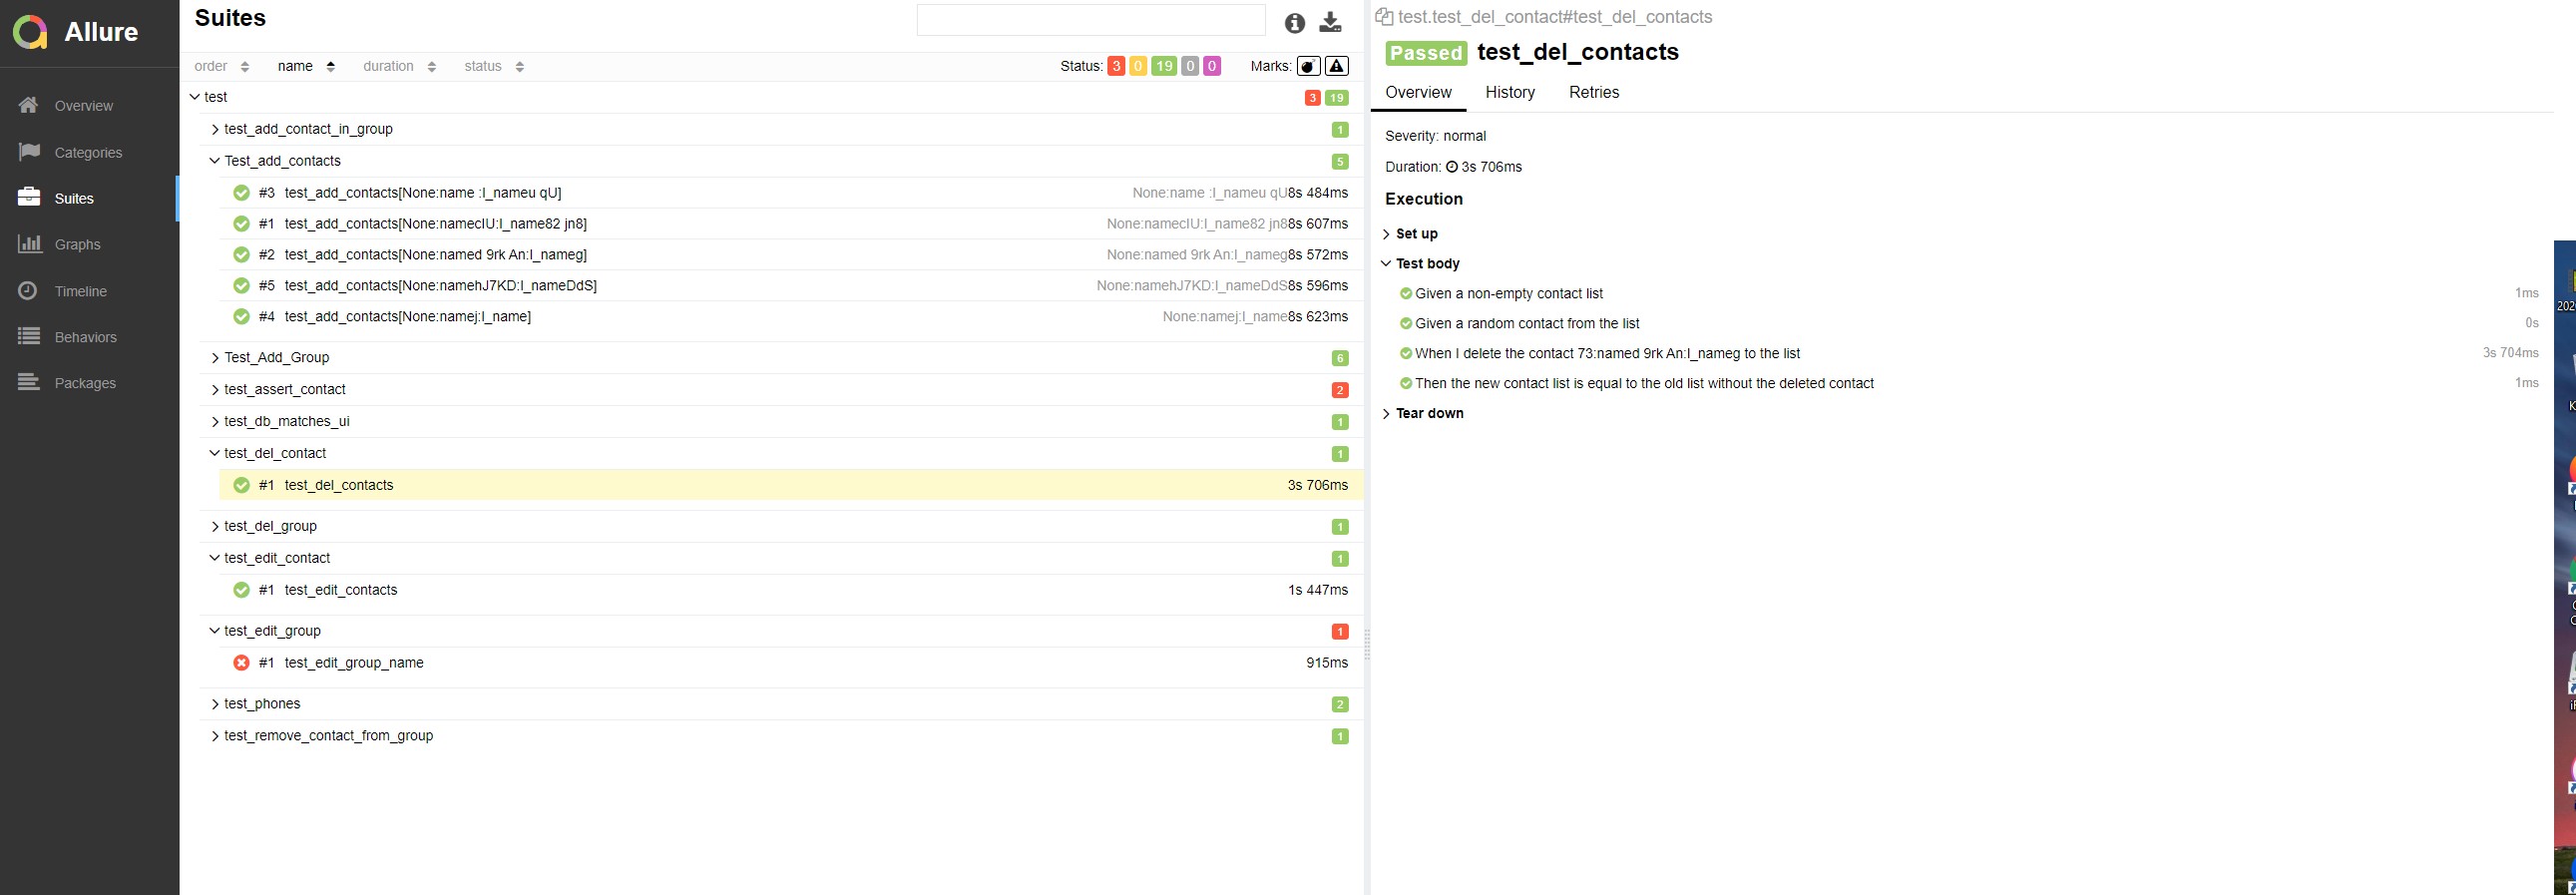 Allure
Overview
Categories
Suites
Graphs
Timeline
Behaviors
Packages
Suites
order name duration status Status: 3 0 19 0 0 Marks:
test 3 19
test_add_contact_in_group 1
Test_add_contacts 5
#3 test_add_contacts[None:name :l_nameu qU] None:name :l_nameu qU8s 484ms
#1 test_add_contacts[None:namecIU:l_name82 jn8] None:namecIU:l_name82 jn88s 607ms
#2 test_add_contacts[None:named 9rk An:l_nameg] None:named 9rk An:l_nameg8s 572ms
#5 test_add_contacts[None:namehJ7KD:l_nameDdS] None:namehJ7KD:l_nameDdS8s 596ms
#4 test_add_contacts[None:namej:l_name] None:namej:l_name8s 623ms
Test_Add_Group 6
test_assert_contact 2
test_db_matches_ui 1
test_del_contact 1
#1 test_del_contacts 3s 706ms
test_del_group 1
test_edit_contact 1
#1 test_edit_contacts 1s 447ms
test_edit_group 1
#1 test_edit_group_name 915ms
test_phones 2
test_remove_contact_from_group 1
test.test_del_contact#test_del_contacts
Passed test_del_contacts
Overview History Retries
Severity: normal
Duration: 3s 706ms
Execution
Set up
Test body
Given a non-empty contact list 1ms
Given a random contact from the list 0s
When I delete the contact 73:named 9rk An:l_nameg to the list 3s 704ms
Then the new contact list is equal to the old list without the deleted contact 1ms
Tear down
202